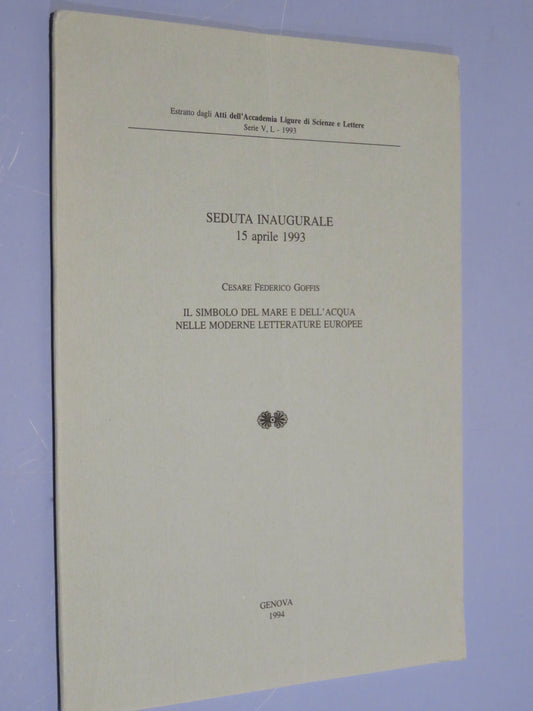 Estratto dagli Atti dell'Accademia Ligure di Scienze e Lettere
Serie V, L - 1993
SEDUTA INAUGURALE
15 aprile 1993
CESARE FEDERICO GOFFIS
IL SIMBOLO DEL MARE E DELL'ACQUA
NELLE MODERNE LETTERATURE EUROPEE
GENOVA
1994